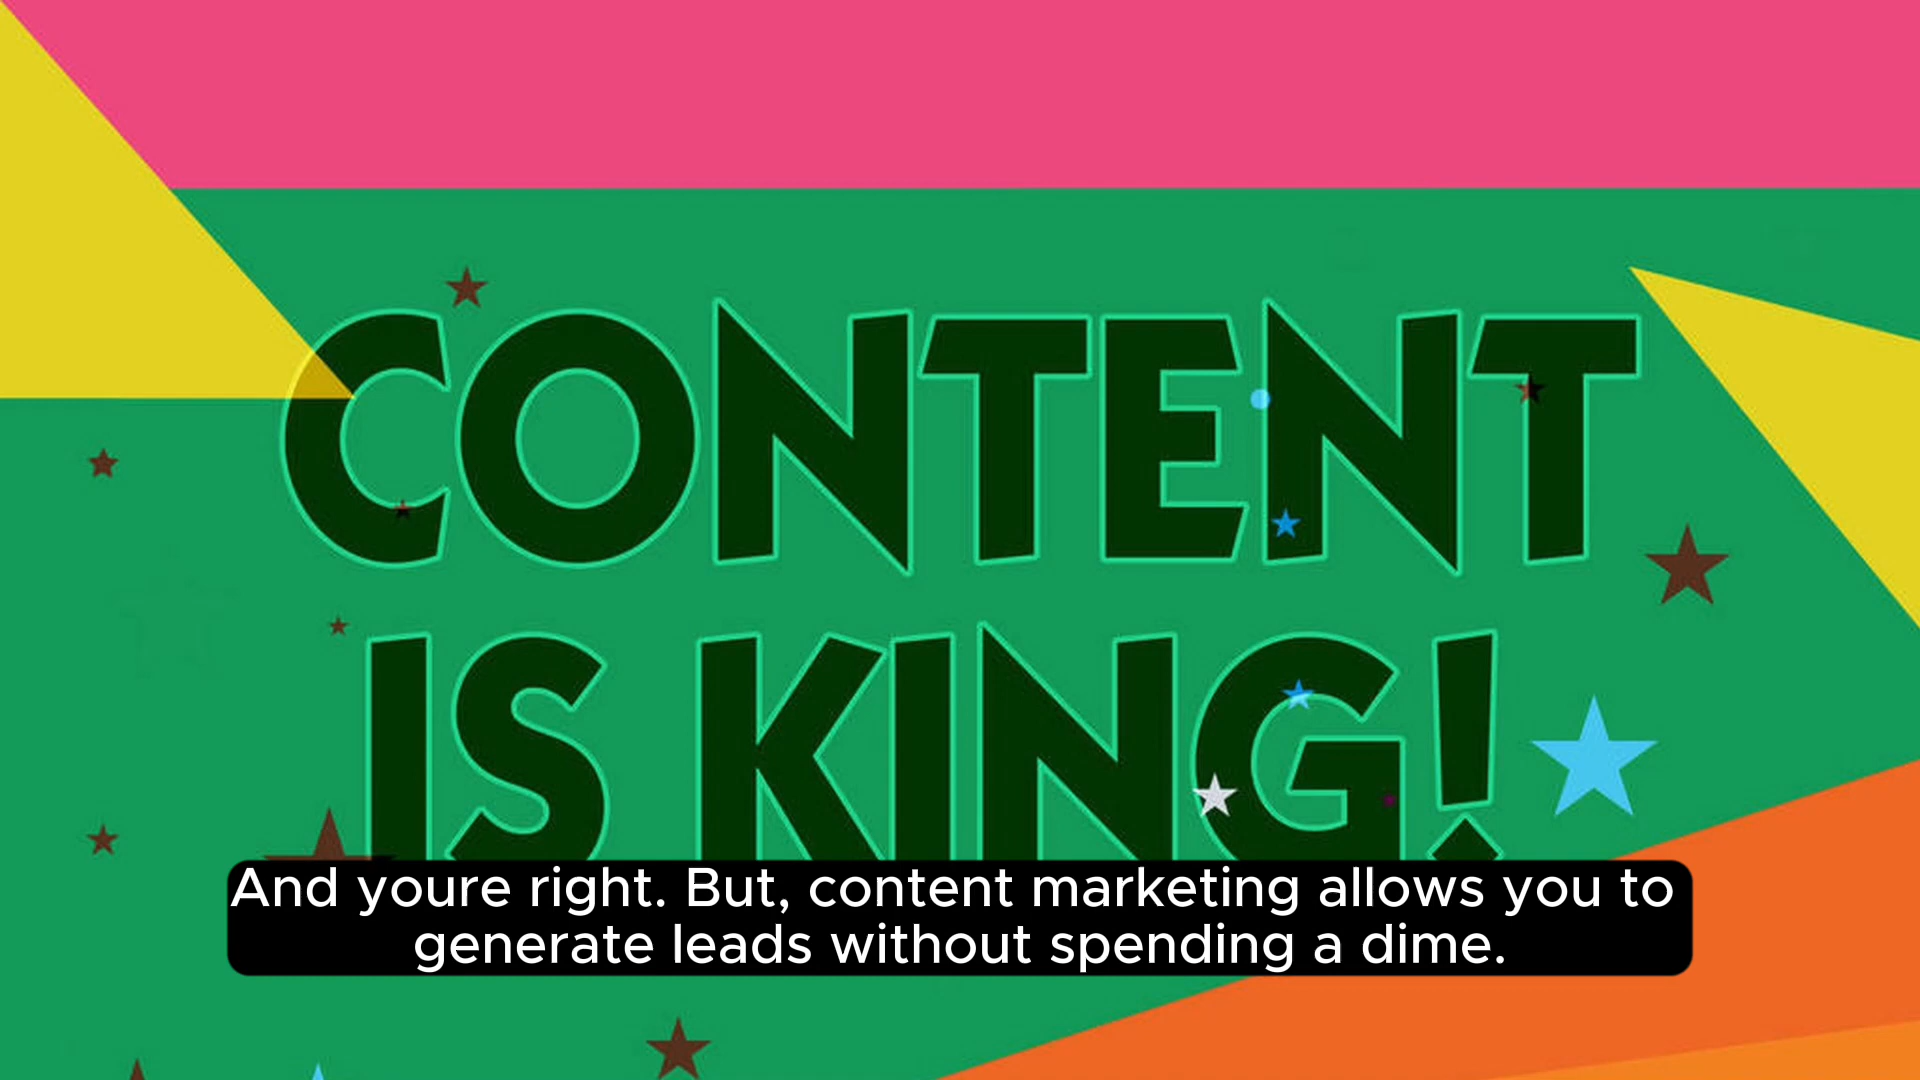 CONTENT
IS KING!
And youre right. But, content marketing allows you to
generate leads without spending a dime.